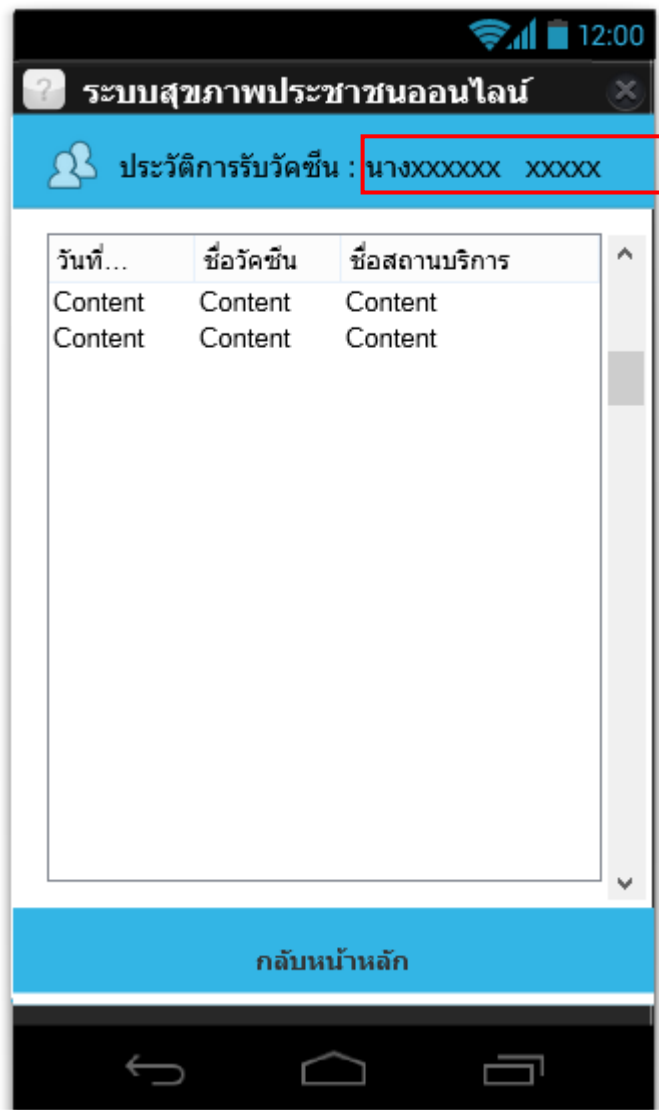 12:00
? ระบบสุขภาพประชาชนออนไลน์
ประวัติการรับวัคซีน : นางxxxxxx xxxxx
วันที่... ชื่อวัคซีน ชื่อสถานบริการ
Content Content Content
Content Content Content
กลับหน้าหลัก